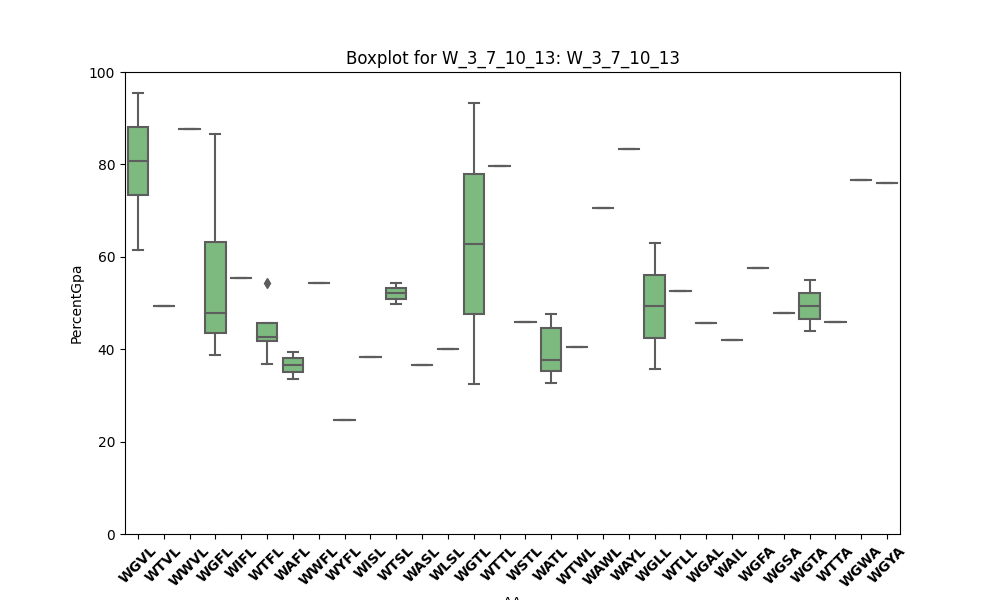 Boxplot for W_3_7_10_13: W_3_7_10_13
PercentGpa
100
80
60
40
20
0
WGVL
WTVL
WWVL
WGFL
WIFL
WTFL
WAFL
WWFL
WYFL
WISL
WTSL
WASL
WLSL
WGTL
WTTL
WSTL
WATL
WTWL
WAWL
WAYL
WGLL
WTLL
WGAL
WAIL
WGFA
WGSA
WGTA
WTTA
WGWA
WGYA